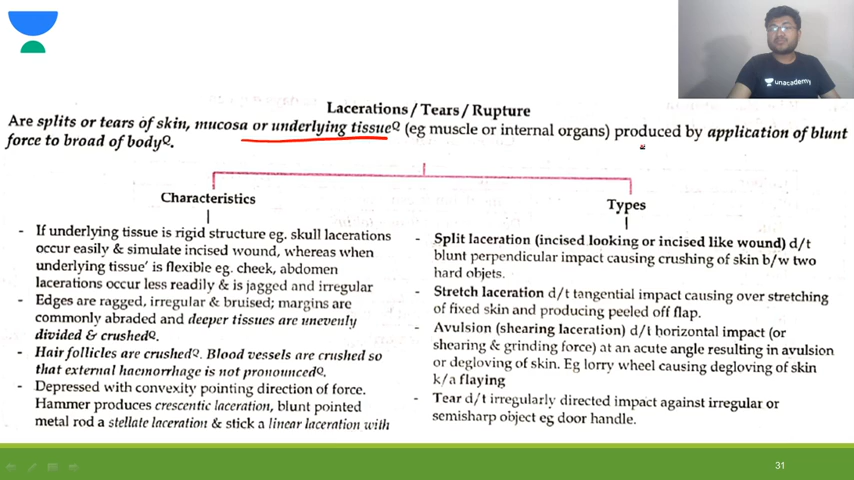 unacademy
Lacerations / Tears / Rupture
Are splits or tears of skin, mucosa or underlying tissueQ (eg muscle or internal organs) produced by application of blunt
force to broad of bodyQ.
Characteristics
- If underlying tissue is rigid structure eg. skull lacerations
occur easily & simulate incised wound, whereas when
underlying tissue' is flexible eg. cheek, abdomen
lacerations occur less readily & is jagged and irregular
- Edges are ragged, irregular & bruised; margins are
commonly abraded and deeper tissues are unevenly
divided & crushedQ.
- Hair follicles are crushedQ. Blood vessels are crushed so
that external haemorrhage is not pronouncedQ.
- Depressed with convexity pointing direction of force.
Hammer produces crescentic laceration, blunt pointed
metal rod a stellate laceration & stick a linear laceration with
Types
- Split laceration (incised looking or incised like wound) d/t
blunt perpendicular impact causing crushing of skin b/w two
hard objets.
- Stretch laceration d/t tangential impact causing over stretching
of fixed skin and producing peeled off flap.
- Avulsion (shearing laceration) d/t horizontal impact (or
shearing & grinding force) at an acute angle resulting in avulsion
or degloving of skin. Eg lorry wheel causing degloving of skin
k/a flaying
- Tear d/t irregularly directed impact against irregular or
semisharp object eg door handle.
31